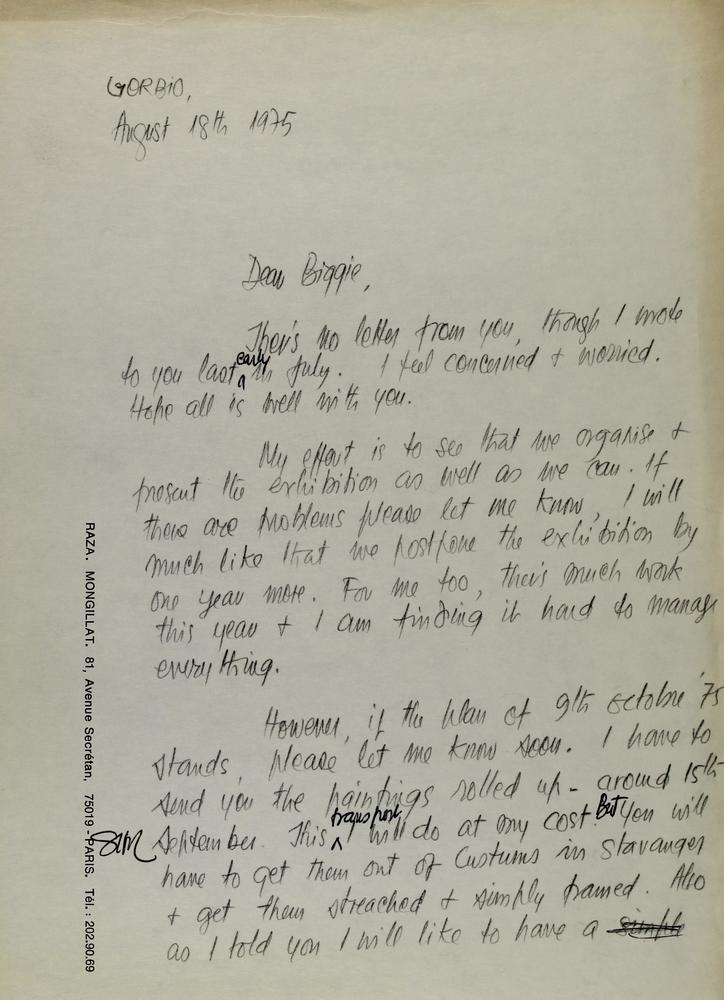 GORBIO,
August 18th 1975
Dear Biggie,
Ther's no letter from you, though I wrote
to you last early in July. I feel concerned + worried.
Hope all is well with you.
My effort is to see that we organise +
present the exhibition as well as we can. If
there are problems please let me know, I will
much like that we postpone the exhibition by
one year more. For me too, ther's much work
this year + I am finding it hard to manage
everything.
However, if the plan of 9th octobre '75
stands, please let me know soon. I have to
send you the paintings rolled up - around 15th
September. This transport, I will do at my cost. But you will
have to get them out of Customs in Stavanger
+ get them streached + simply framed. Also
as I told you I will like to have a simple
RAZA. MONGILLAT. 81, Avenue Secrétan, 75019 - PARIS. Tél. : 202.90.69